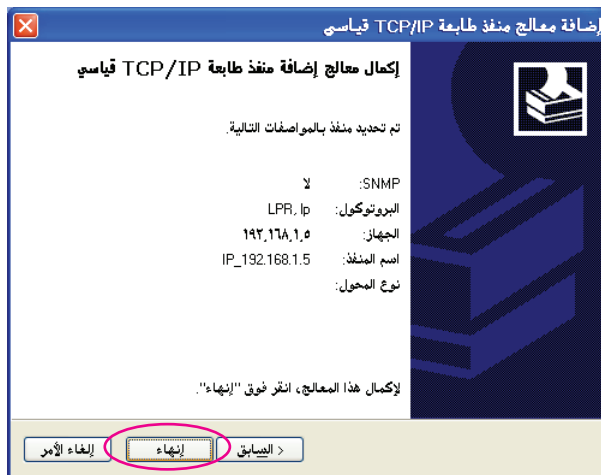 إضافة معالج منفذ طابعة TCP/IP قياسي
إكمال معالج إضافة منفذ طابعة TCP/IP قياسي
تم تحديد منفذ بالمواصفات التالية.
SNMP: لا
البروتوكول: LPR, lp
الجهاز: ١٩٢,١٦٨,١,٥
اسم المنفذ: IP_192.168.1.5
نوع المحول:
لإكمال هذا المعالج، انقر فوق "إنهاء".
< السابق إنهاء إلغاء الأمر